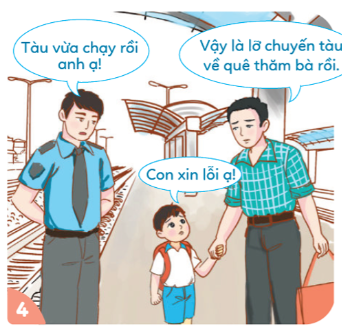 Tàu vừa chạy rồi
anh ạ!
Vậy là lỡ chuyến tàu
về quê thăm bà rồi.
Con xin lỗi ạ!
4